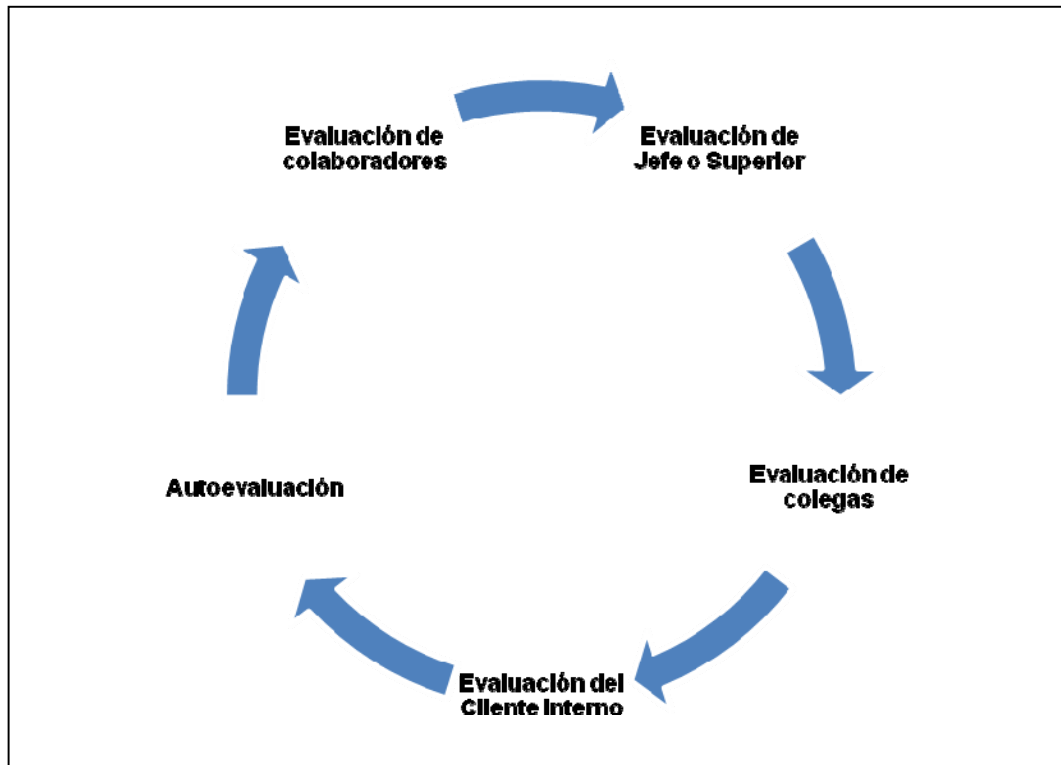 Evaluación de
colaboradores
Evaluación de
Jefe o Superior
Evaluación de
colegas
Evaluación del
Cliente Interno
Autoevaluación